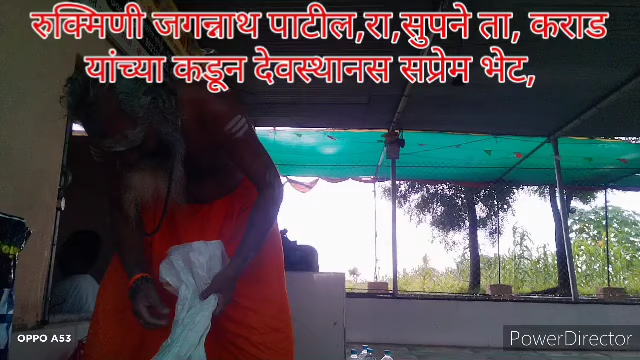 रुक्मिणी जगन्नाथ पाटील,रा,सुपने ता, कराड
यांच्या कडून देवस्थानस सप्रेम भेट,
OPPO A53
PowerDirector